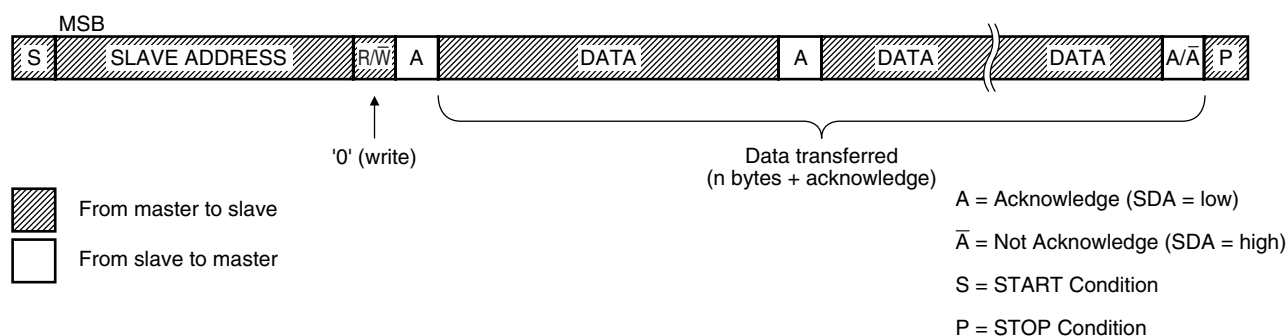 MSB
S SLAVE ADDRESS R/W̅ A DATA A DATA DATA A/A̅ P
'0' (write)
Data transferred
(n bytes + acknowledge)
From master to slave
From slave to master
A = Acknowledge (SDA = low)
A̅ = Not Acknowledge (SDA = high)
S = START Condition
P = STOP Condition